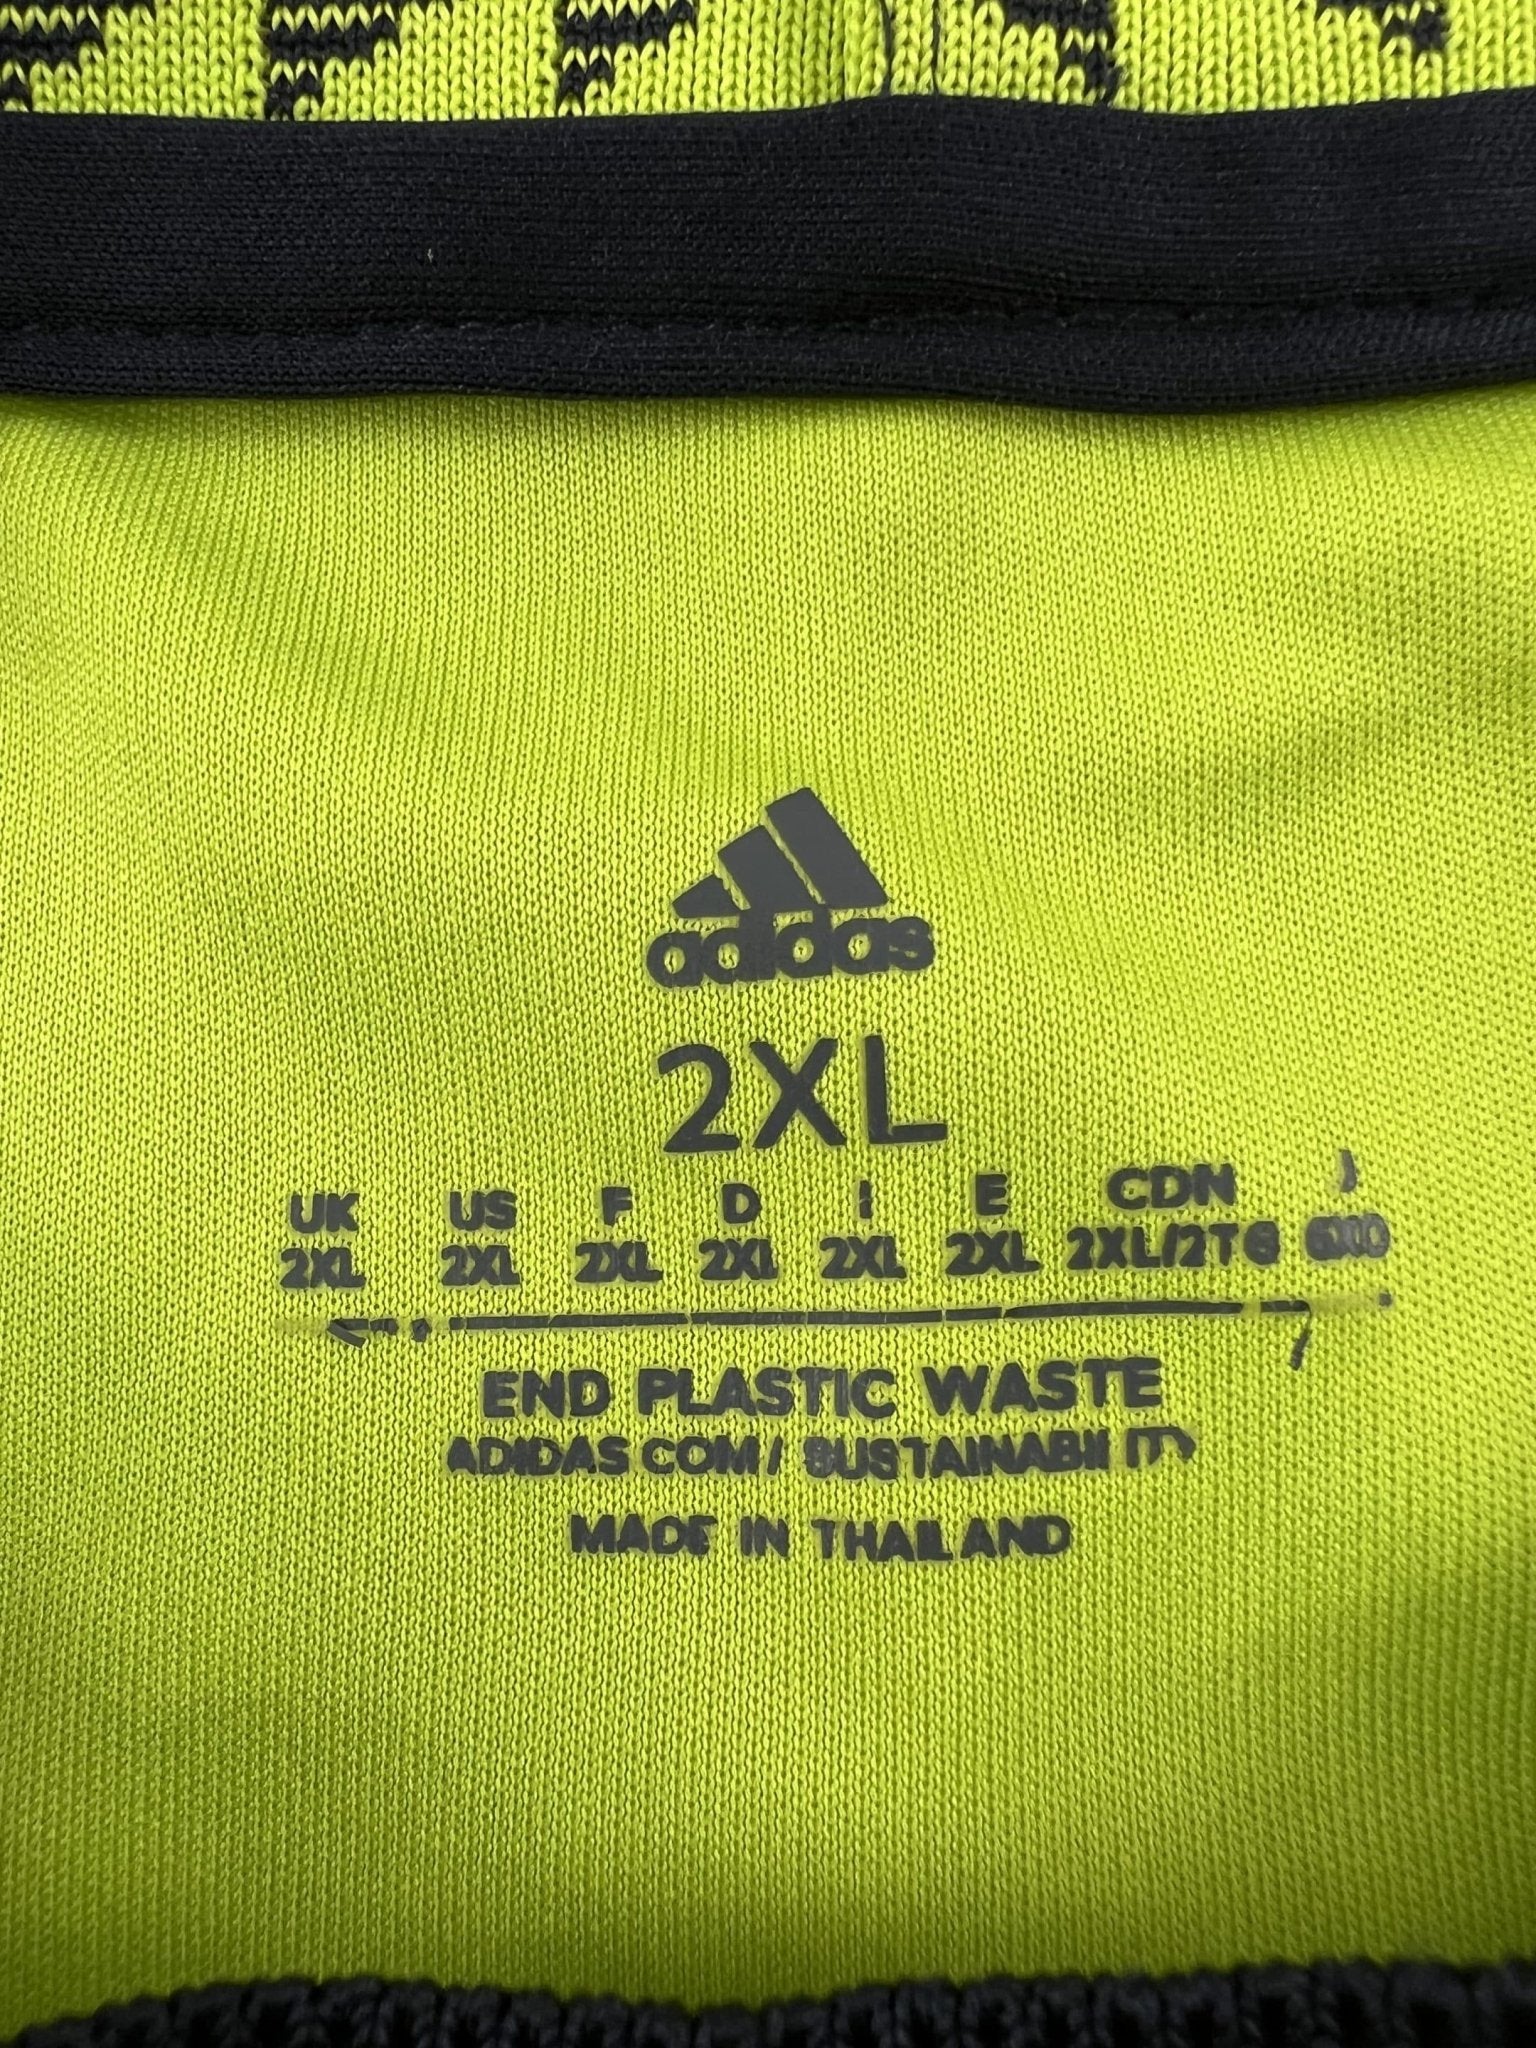 adidas
2XL
UK US F D I E CDN J
2XL 2XL 2XL 2XL 2XL 2XL 2XL/2TG
END PLASTIC WASTE
ADIDAS.COM/SUSTAINABILITY
MADE IN THAILAND